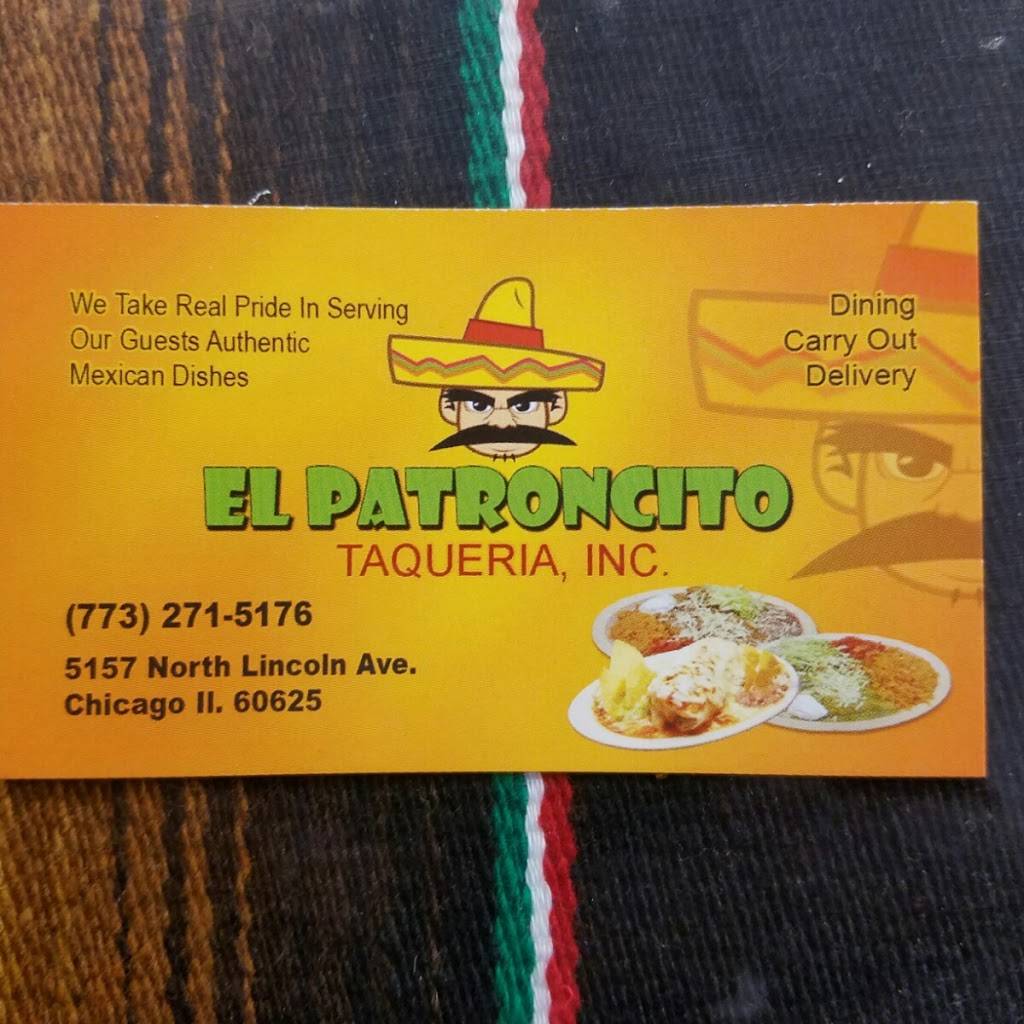 We Take Real Pride In Serving
Our Guests Authentic
Mexican Dishes
Dining
Carry Out
Delivery
EL PATRONCITO
TAQUERIA, INC.
(773) 271-5176
5157 North Lincoln Ave.
Chicago Il. 60625